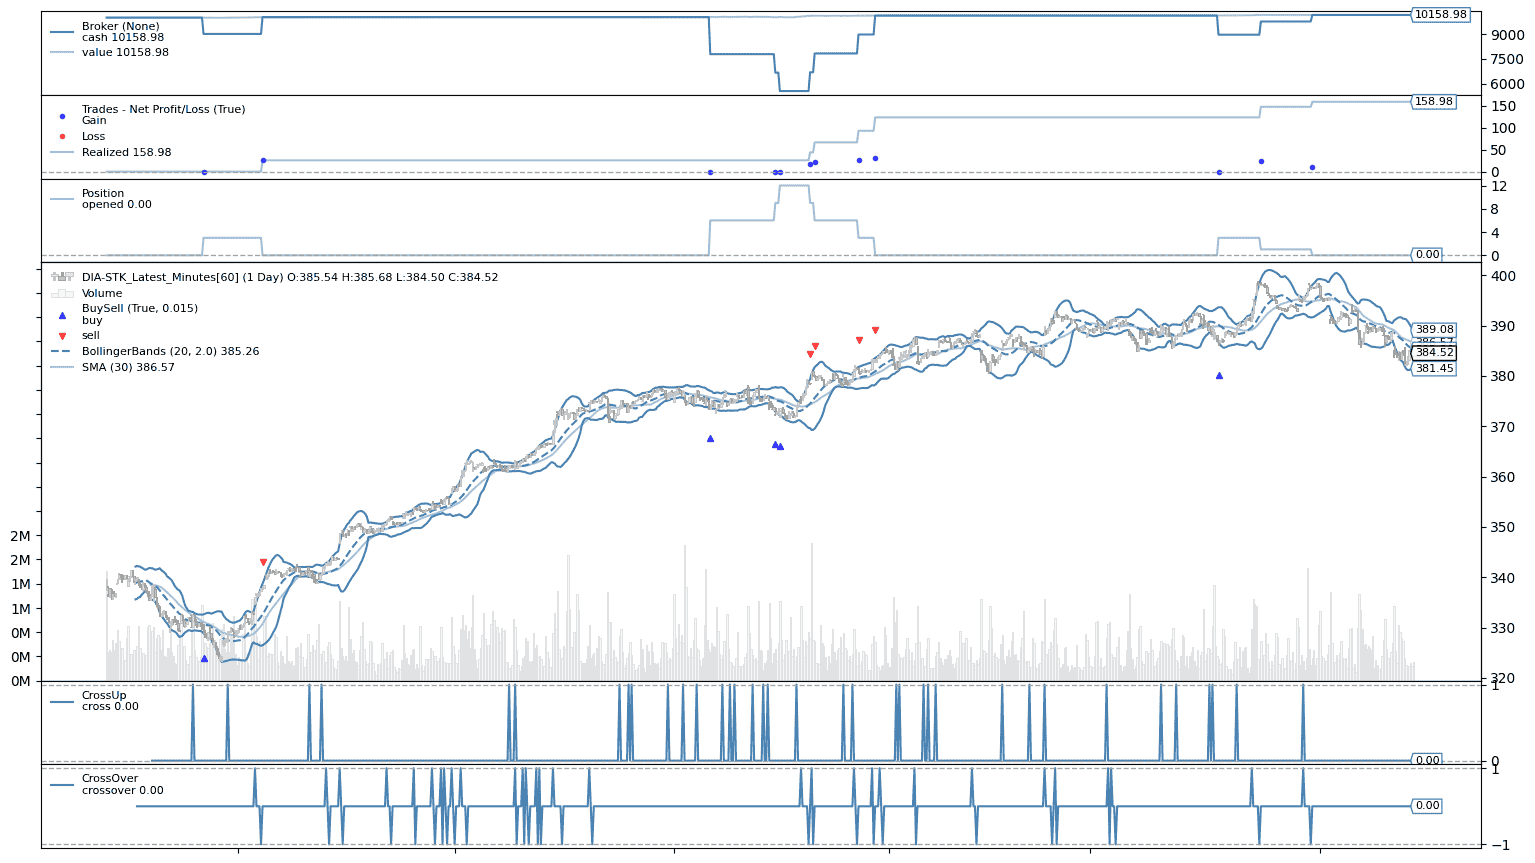 Broker (None)
cash 10158.98
value 10158.98
10158.98
9000
7500
6000
Trades - Net Profit/Loss (True)
Gain
Loss
Realized 158.98
158.98
150
100
50
0
Position
opened 0.00
12
8
4
0.00
0
DIA-STK_Latest_Minutes[60] (1 Day) O:385.54 H:385.68 L:384.50 C:384.52
Volume
BuySell (True, 0.015)
buy
sell
BollingerBands (20, 2.0) 385.26
SMA (30) 386.57
400
390
389.08
386.57
384.52
381.45
380
370
360
350
340
330
320
2M
2M
1M
1M
0M
0M
0M
CrossUp
cross 0.00
1
0.00
0
CrossOver
crossover 0.00
1
0.00
−1